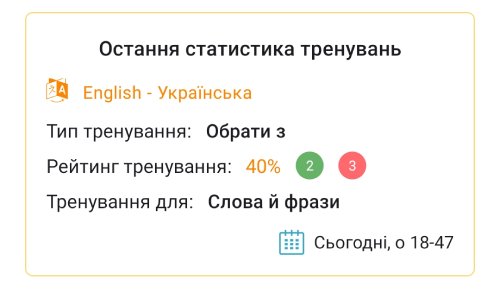 Остання статистика тренувань
English - Українська
Тип тренування: Обрати з
Рейтинг тренування: 40% 2 3
Тренування для: Слова й фрази
Сьогодні, о 18-47